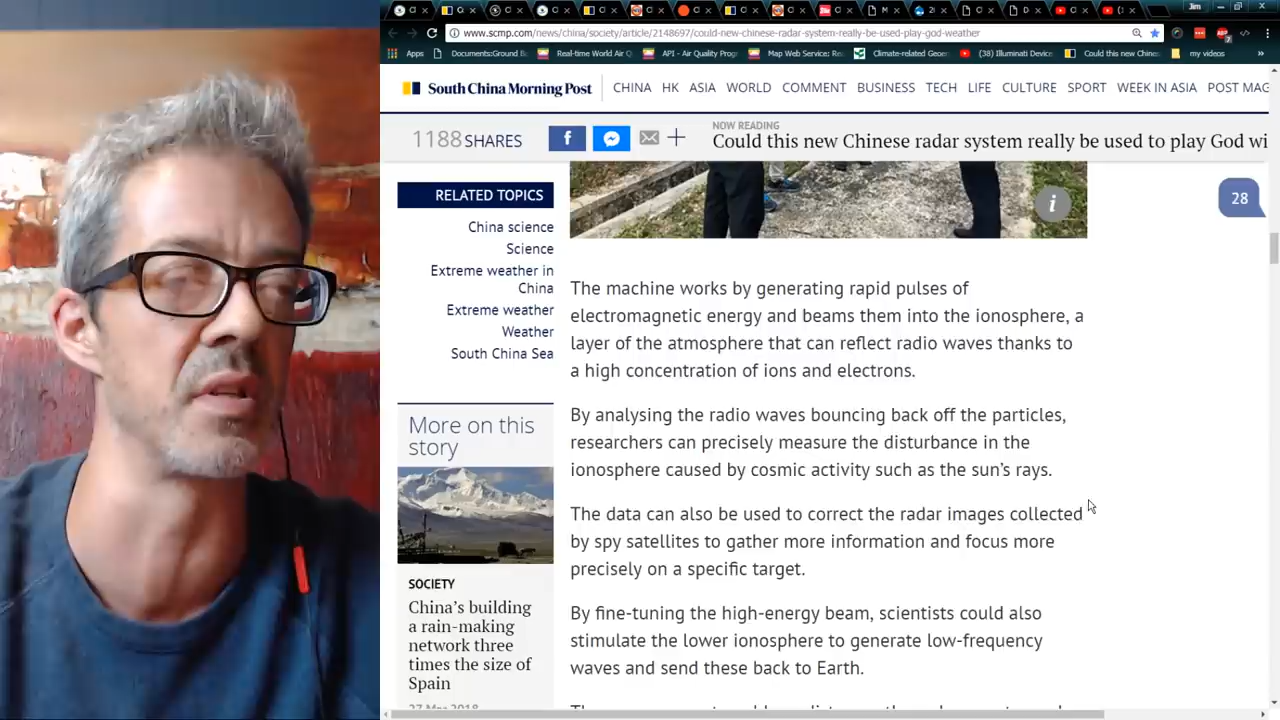 Jim
www.scmp.com/news/china/society/article/2148697/could-new-chinese-radar-system-really-be-used-play-god-weather
Apps
Documents:Ground B
Real-time World Air Q
API - Air Quality Progr
Map Web Service: Re
Climate-related Geoe
(38) Illuminati Device
Could this new Chines
my videos
South China Morning Post
CHINA HK ASIA WORLD COMMENT BUSINESS TECH LIFE CULTURE SPORT WEEK IN ASIA POST MAG
1188 SHARES
NOW READING
Could this new Chinese radar system really be used to play God wi
28
RELATED TOPICS
China science
Science
Extreme weather in
China
Extreme weather
Weather
South China Sea
More on this
story
SOCIETY
China’s building
a rain-making
network three
times the size of
Spain
27 Mar 2018
The machine works by generating rapid pulses of
electromagnetic energy and beams them into the ionosphere, a
layer of the atmosphere that can reflect radio waves thanks to
a high concentration of ions and electrons.
By analysing the radio waves bouncing back off the particles,
researchers can precisely measure the disturbance in the
ionosphere caused by cosmic activity such as the sun’s rays.
The data can also be used to correct the radar images collected
by spy satellites to gather more information and focus more
precisely on a specific target.
By fine-tuning the high-energy beam, scientists could also
stimulate the lower ionosphere to generate low-frequency
waves and send these back to Earth.